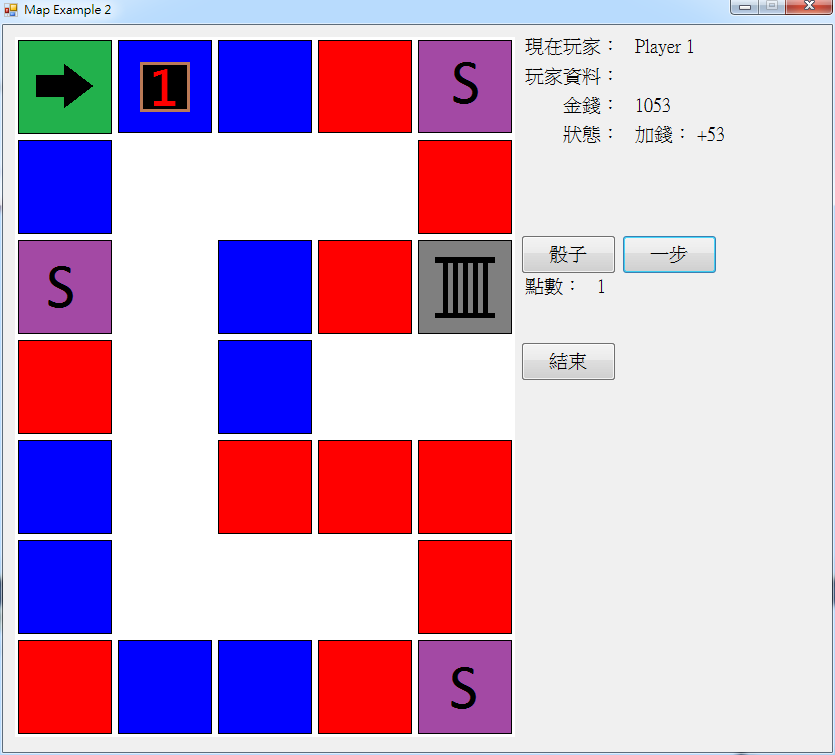 Map Example 2
1
S
現在玩家： Player 1
玩家資料：
金錢： 1053
狀態： 加錢： +53
S
骰子 一步
點數： 1
結束
S